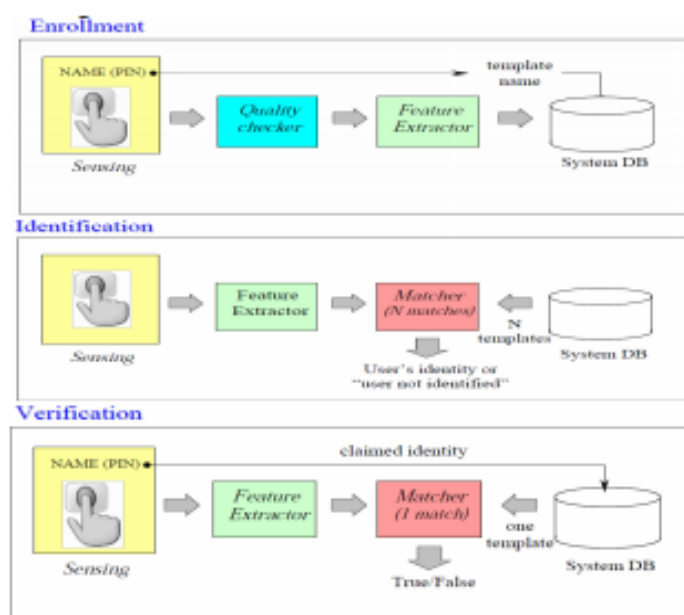 Enrollment
NAME (PIN)
template
name
Quality
checker
Feature
Extractor
Sensing
System DB
Identification
Feature
Extractor
Matcher
(N matches)
N
templates
Sensing
System DB
User's identity or
"user not identified"
Verification
claimed identity
NAME (PIN)
Feature
Extractor
Matcher
(1 match)
one
template
Sensing
System DB
True/False